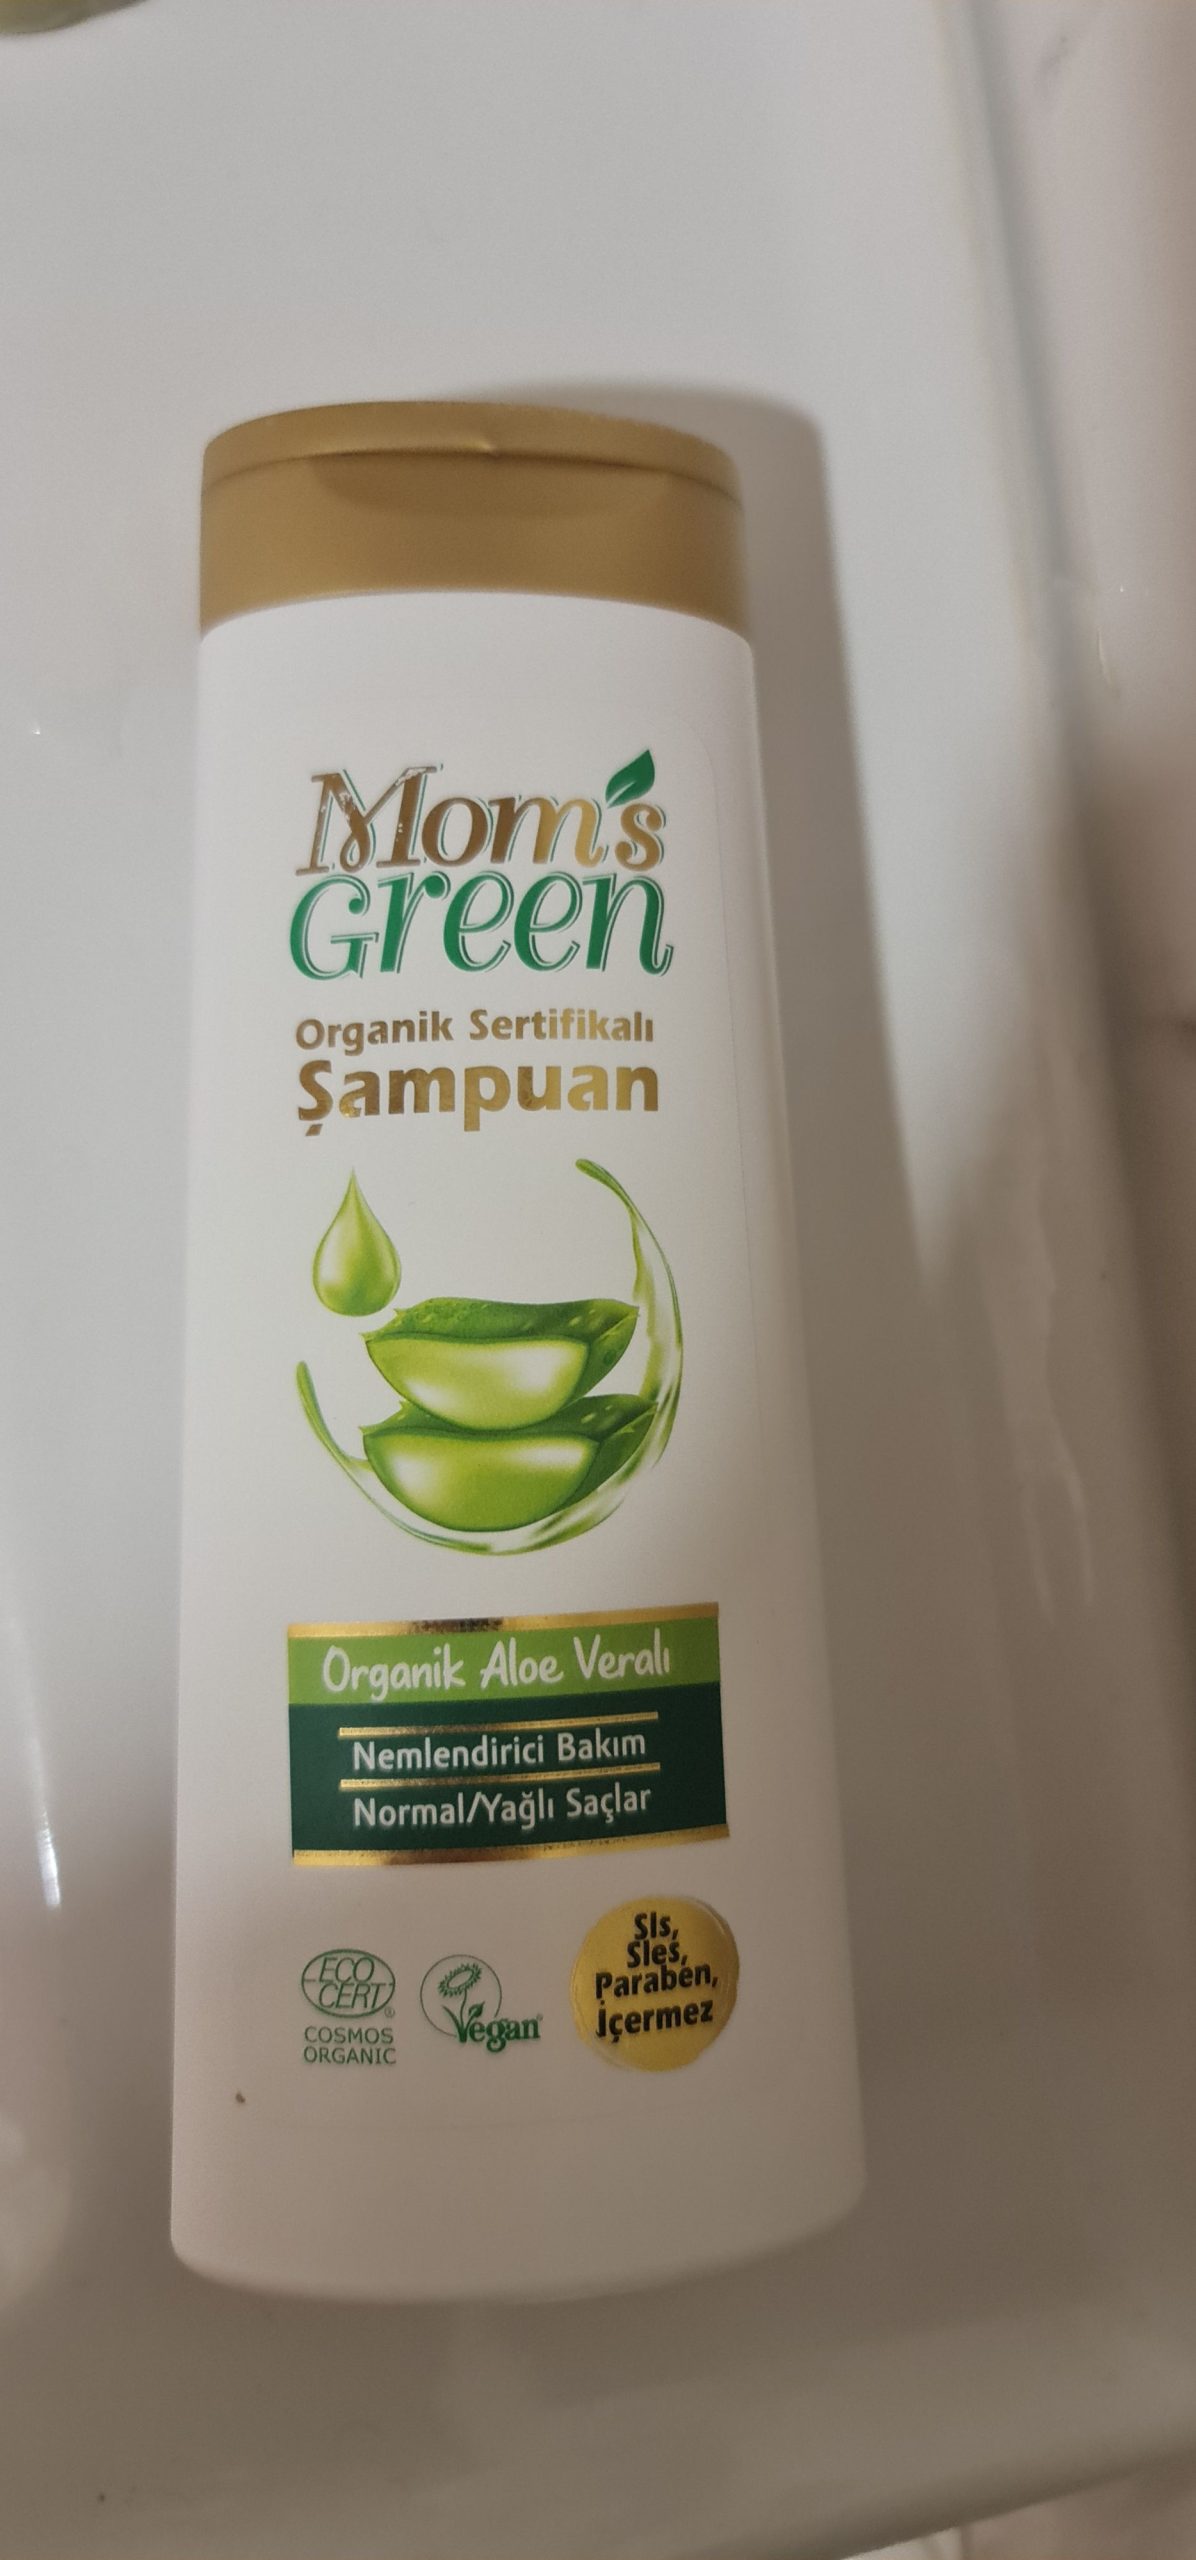 Mom's
Green
Organik Sertifikalı
Şampuan
Organik Aloe Veralı
Nemlendirici Bakım
Normal/Yağlı Saçlar
ECO
CERT®
COSMOS
ORGANIC
Vegan
Sls,
Sles,
Paraben,
İçermez